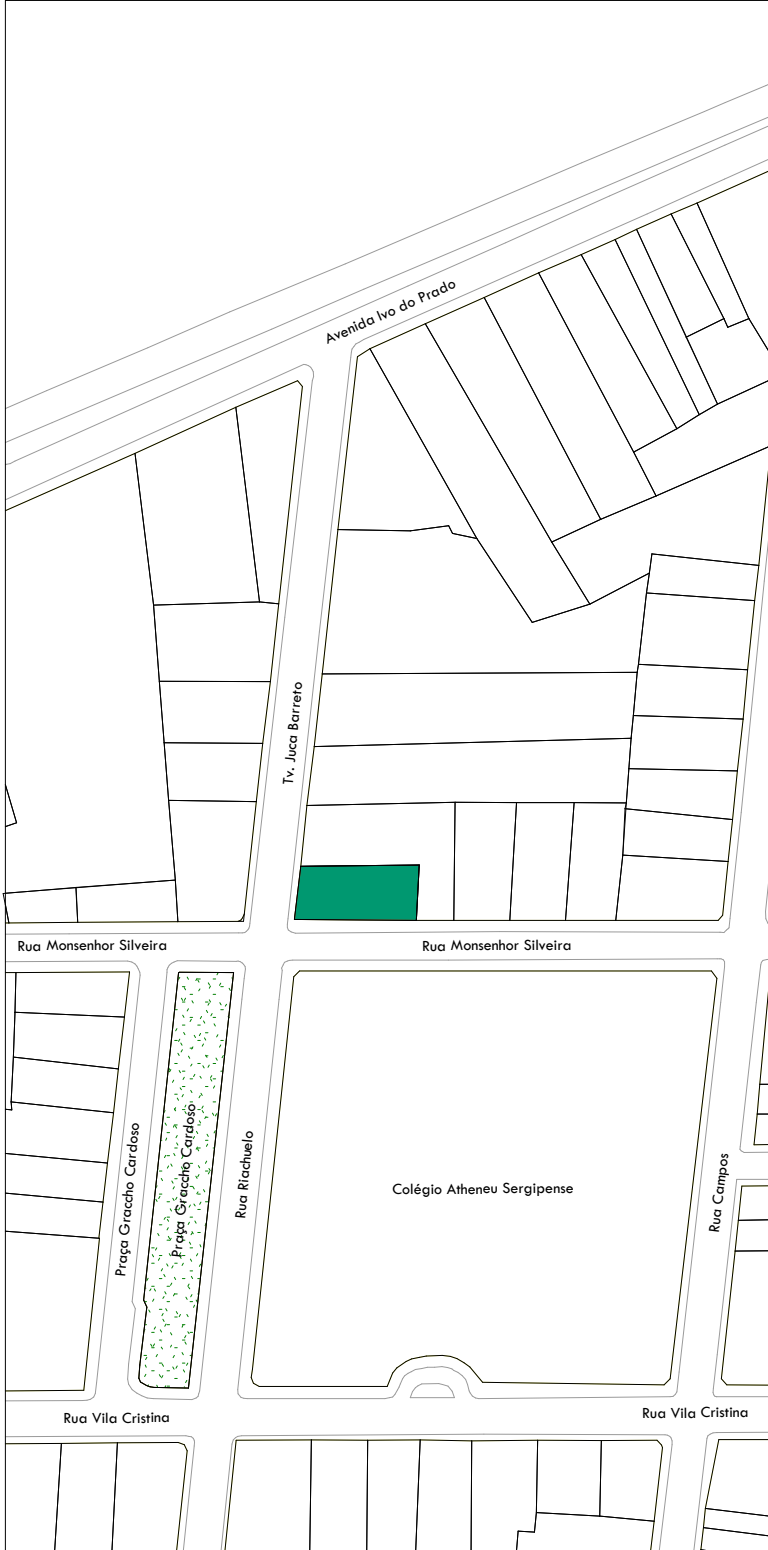 Avenida Ivo do Prado
Tv. Juca Barreto
Rua Monsenhor Silveira
Rua Monsenhor Silveira
Praça Graccho Cardoso
Praça Graccho Cardoso
Rua Riachuelo
Colégio Atheneu Sergipense
Rua Campos
Rua Vila Cristina
Rua Vila Cristina